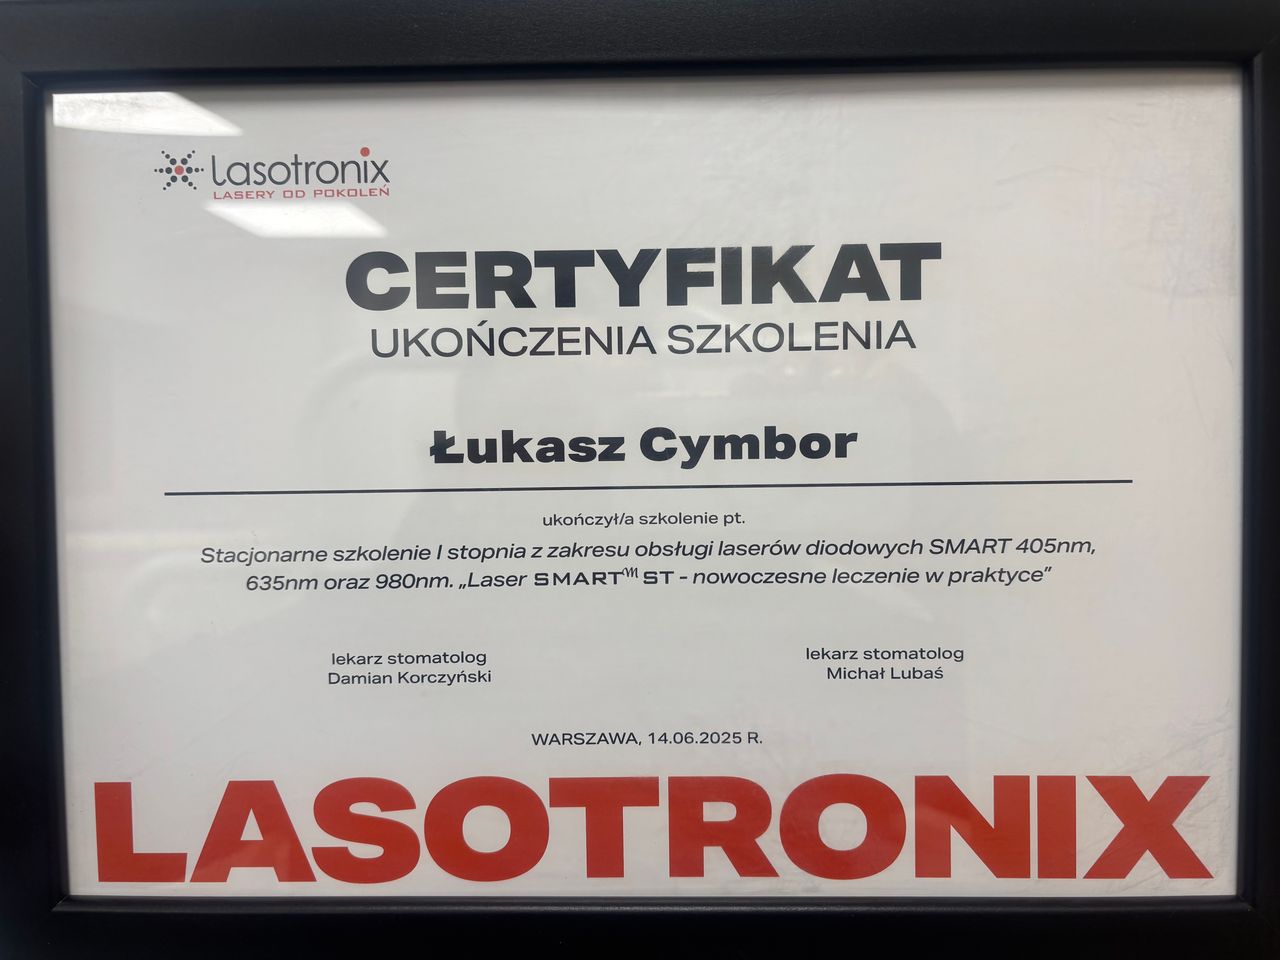 Lasotronix
LASERY OD POKOLEŃ
CERTYFIKAT
UKOŃCZENIA SZKOLENIA
Łukasz Cymbor
ukończył/a szkolenie pt.
Stacjonarne szkolenie I stopnia z zakresu obsługi laserów diodowych SMART 405nm,
635nm oraz 980nm. „Laser SMARTᴹ ST - nowoczesne leczenie w praktyce”
lekarz stomatolog
Damian Korczyński
lekarz stomatolog
Michał Lubaś
WARSZAWA, 14.06.2025 R.
LASOTRONIX